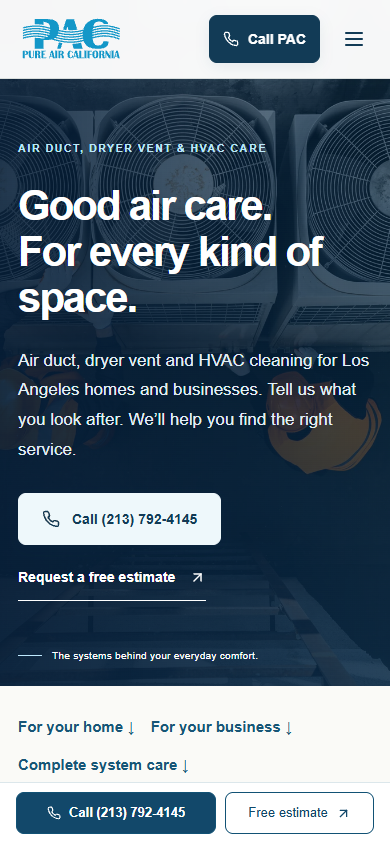 PAC
PURE AIR CALIFORNIA
Call PAC
AIR DUCT, DRYER VENT & HVAC CARE
Good air care.
For every kind of
space.
Air duct, dryer vent and HVAC cleaning for Los
Angeles homes and businesses. Tell us what
you look after. We’ll help you find the right
service.
Call (213) 792-4145
Request a free estimate ↗
The systems behind your everyday comfort.
For your home ↓ For your business ↓
Complete system care ↓
Call (213) 792-4145 Free estimate ↗